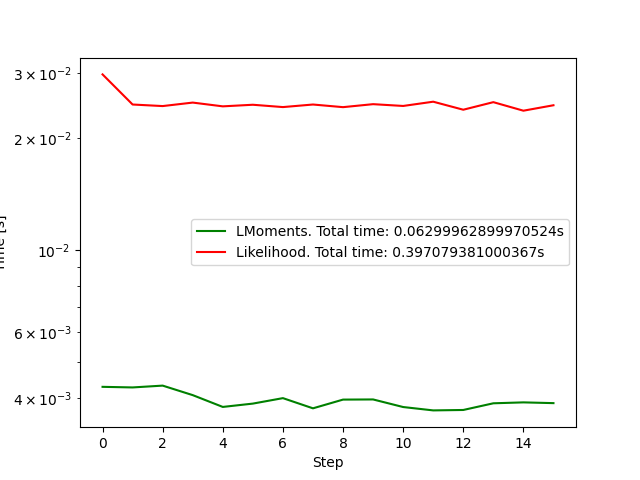 3 × 10⁻²
2 × 10⁻²
10⁻²
6 × 10⁻³
4 × 10⁻³
LMoments. Total time: 0.06299962899970524s
Likelihood. Total time: 0.397079381000367s
0 2 4 6 8 10 12 14
Step